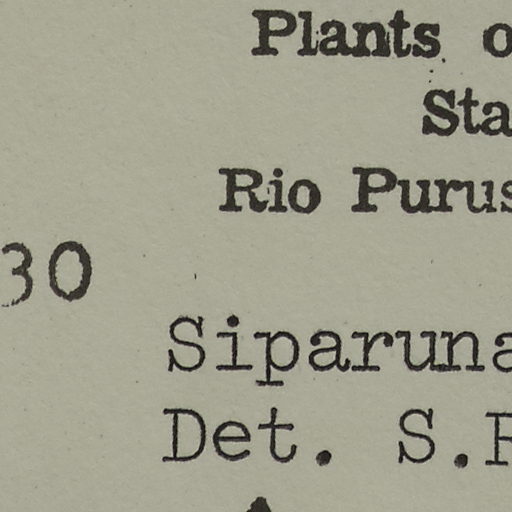 Plants o
Sta
Rio Purus
30
Siparuna
Det. S.